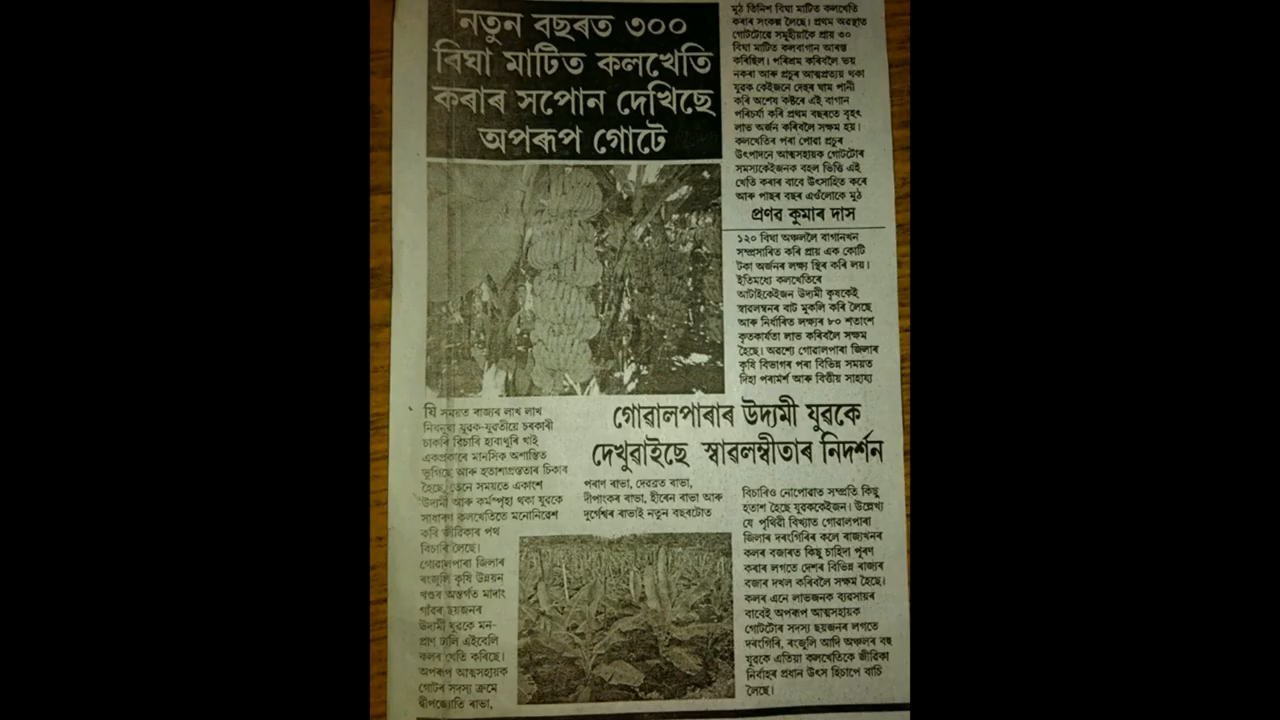 নতুন বছৰত ৩০০
বিঘা মাটিত কলখেতি
কৰাৰ সপোন দেখিছে
অপৰূপ গোটে
যি সময়ত ৰাজ্যৰ লাখ লাখ
নিবনুৱা যুৱক-যুৱতীয়ে চৰকাৰী
চাকৰি বিচাৰি হাবাথুৰি খাই
একপ্ৰকাৰে মানসিক অশান্তিত
ভূগিছে আৰু হতাশাগ্ৰস্ততাৰ চিকাৰ
হৈছে, তেনে সময়তে একাংশ
উদ্যমী আৰু কৰ্মস্পৃহা থকা যুৱকে
সাধাৰণ কলখেতিতে মনোনিৱেশ
কৰি জীৱিকাৰ পথ
বিচাৰি লৈছে।
গোৱালপাৰা জিলাৰ
ৰংজুলি কৃষি উন্নয়ন
খণ্ডৰ অন্তৰ্গত মাদাং
গাঁৱৰ ছয়জনৰ
উদ্যমী যুৱকে মন-
প্ৰাণ ঢালি এইবেলি
কলৰ খেতি কৰিছে।
অপৰূপ আত্মসহায়ক
গোটৰ সদস্য ক্ৰমে
দ্বীপজ্যোতি ৰাভা,
গোৱালপাৰাৰ উদ্যমী যুৱকে
দেখুৱাইছে স্বাৱলম্বীতাৰ নিদৰ্শন
পৰাণ ৰাভা, দেৱব্ৰত ৰাভা,
দীপাংকৰ ৰাভা, হীৰেন ৰাভা আৰু
দুৰ্গেশ্বৰ ৰাভাই নতুন বছৰটোত
মুঠ তিনিশ বিঘা মাটিত কলখেতি
কৰাৰ সংকল্প লৈছে। প্ৰথম অৱস্থাত
গোটটোৱে সমূহীয়াকৈ প্ৰায় ৩০
বিঘা মাটিত কলবাগান আৰম্ভ
কৰিছিল। পৰিশ্ৰম কৰিবলৈ ভয়
নকৰা আৰু প্ৰচুৰ আত্মপ্ৰত্যয় থকা
যুৱক কেইজনে দেহৰ ঘাম পানী
কৰি অশেষ কষ্টৰে এই বাগান
পৰিচৰ্যা কৰি প্ৰথম বছৰতে বৃহৎ
লাভ অৰ্জন কৰিবলৈ সক্ষম হয়।
কলখেতিৰ পৰা পোৱা প্ৰচুৰ
উৎপাদনে আত্মসহায়ক গোটটোৰ
সদস্যকেইজনক বহল ভিত্তি এই
খেতি কৰাৰ বাবে উৎসাহিত কৰে
আৰু পাছৰ বছৰ এওঁলোকে মুঠ
প্ৰণৱ কুমাৰ দাস
১২০ বিঘা অঞ্চললৈ বাগানখন
সম্প্ৰসাৰিত কৰি প্ৰায় এক কোটি
টকা অৰ্জনৰ লক্ষ্য স্থিৰ কৰি লয়।
ইতিমধ্যে কলখেতিৰে
আটাইকেইজন উদ্যমী কৃষকেই
স্বাৱলম্বনৰ বাট মুকলি কৰি লৈছে
আৰু নিৰ্ধাৰিত লক্ষ্যৰ ৮০ শতাংশ
কৃতকাৰ্যতা লাভ কৰিবলৈ সক্ষম
হৈছে। অৱশ্যে গোৱালপাৰা জিলাৰ
কৃষি বিভাগৰ পৰা বিভিন্ন সময়ত
দিহা পৰামৰ্শ আৰু বিত্তীয় সাহায্য
বিচাৰিও নোপোৱাত সম্প্ৰতি কিছু
হতাশ হৈছে যুৱককেইজন। উল্লেখ্য
যে পৃথিৱী বিখ্যাত গোৱালপাৰা
জিলাৰ দৰংগিৰিৰ কলে ৰাজ্যখনৰ
কলৰ বজাৰত কিছু চাহিদা পূৰণ
কৰাৰ লগতে দেশৰ বিভিন্ন ৰাজ্যৰ
বজাৰ দখল কৰিবলৈ সক্ষম হৈছে।
কলৰ এনে লাভজনক ব্যৱসায়ৰ
বাবেই অপৰূপ আত্মসহায়ক
গোটটোৰ সদস্য ছয়জনৰ লগতে
দৰংগিৰি, ৰংজুলি আদি অঞ্চলৰ বহু
যুৱকে এতিয়া কলখেতিকে জীৱিকা
নিৰ্বাহৰ প্ৰধান উৎস হিচাপে বাচি
লৈছে।